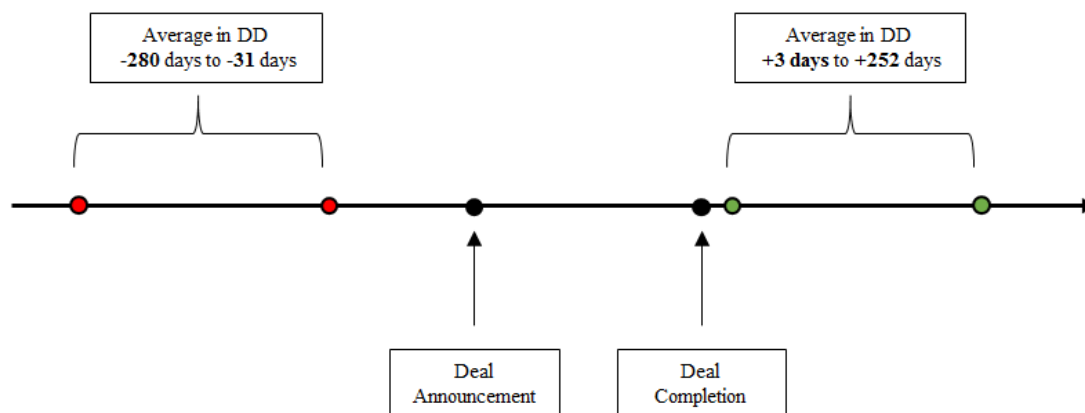 Average in DD
-280 days to -31 days
Average in DD
+3 days to +252 days
Deal
Announcement
Deal
Completion